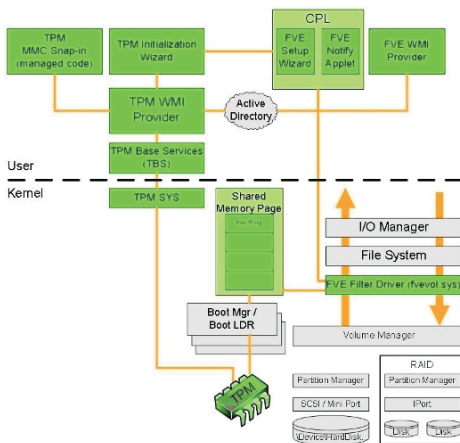 CPL
TPM
MMC Snap-in
(managed code)
TPM Initialization
Wizard
FVE
Setup
Wizard
FVE
Notify
Applet
FVE WMI
Provider
TPM WMI
Provider
Active
Directory
TPM Base Services
(TBS)
User
Kernel
TPM SYS
Shared
Memory Page
I/O Manager
File System
FVE Filter Driver (fvevol.sys)
Boot Mgr /
Boot LDR
Volume Manager
TPM
RAID
Partition Manager
Partition Manager
SCSI / Mini Port
IPort
\Device\HardDisk
Disk
Disk